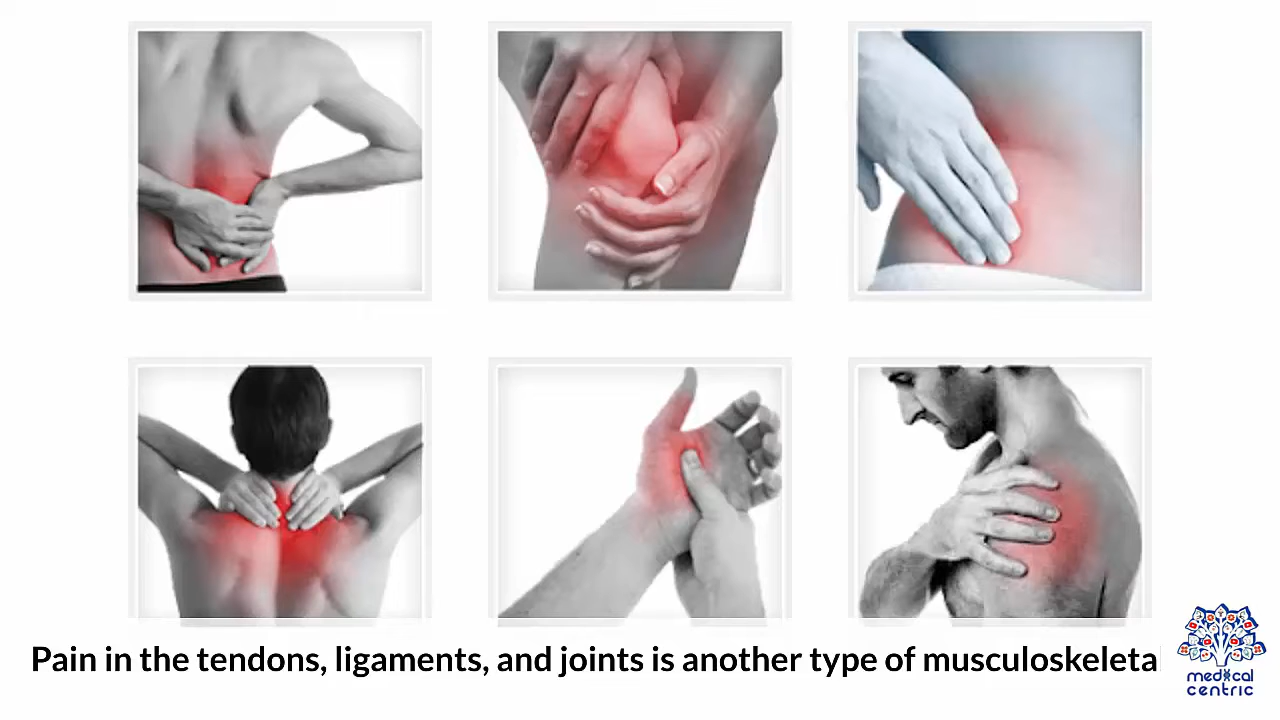 Pain in the tendons, ligaments, and joints is another type of musculoskeleta
medical
centric